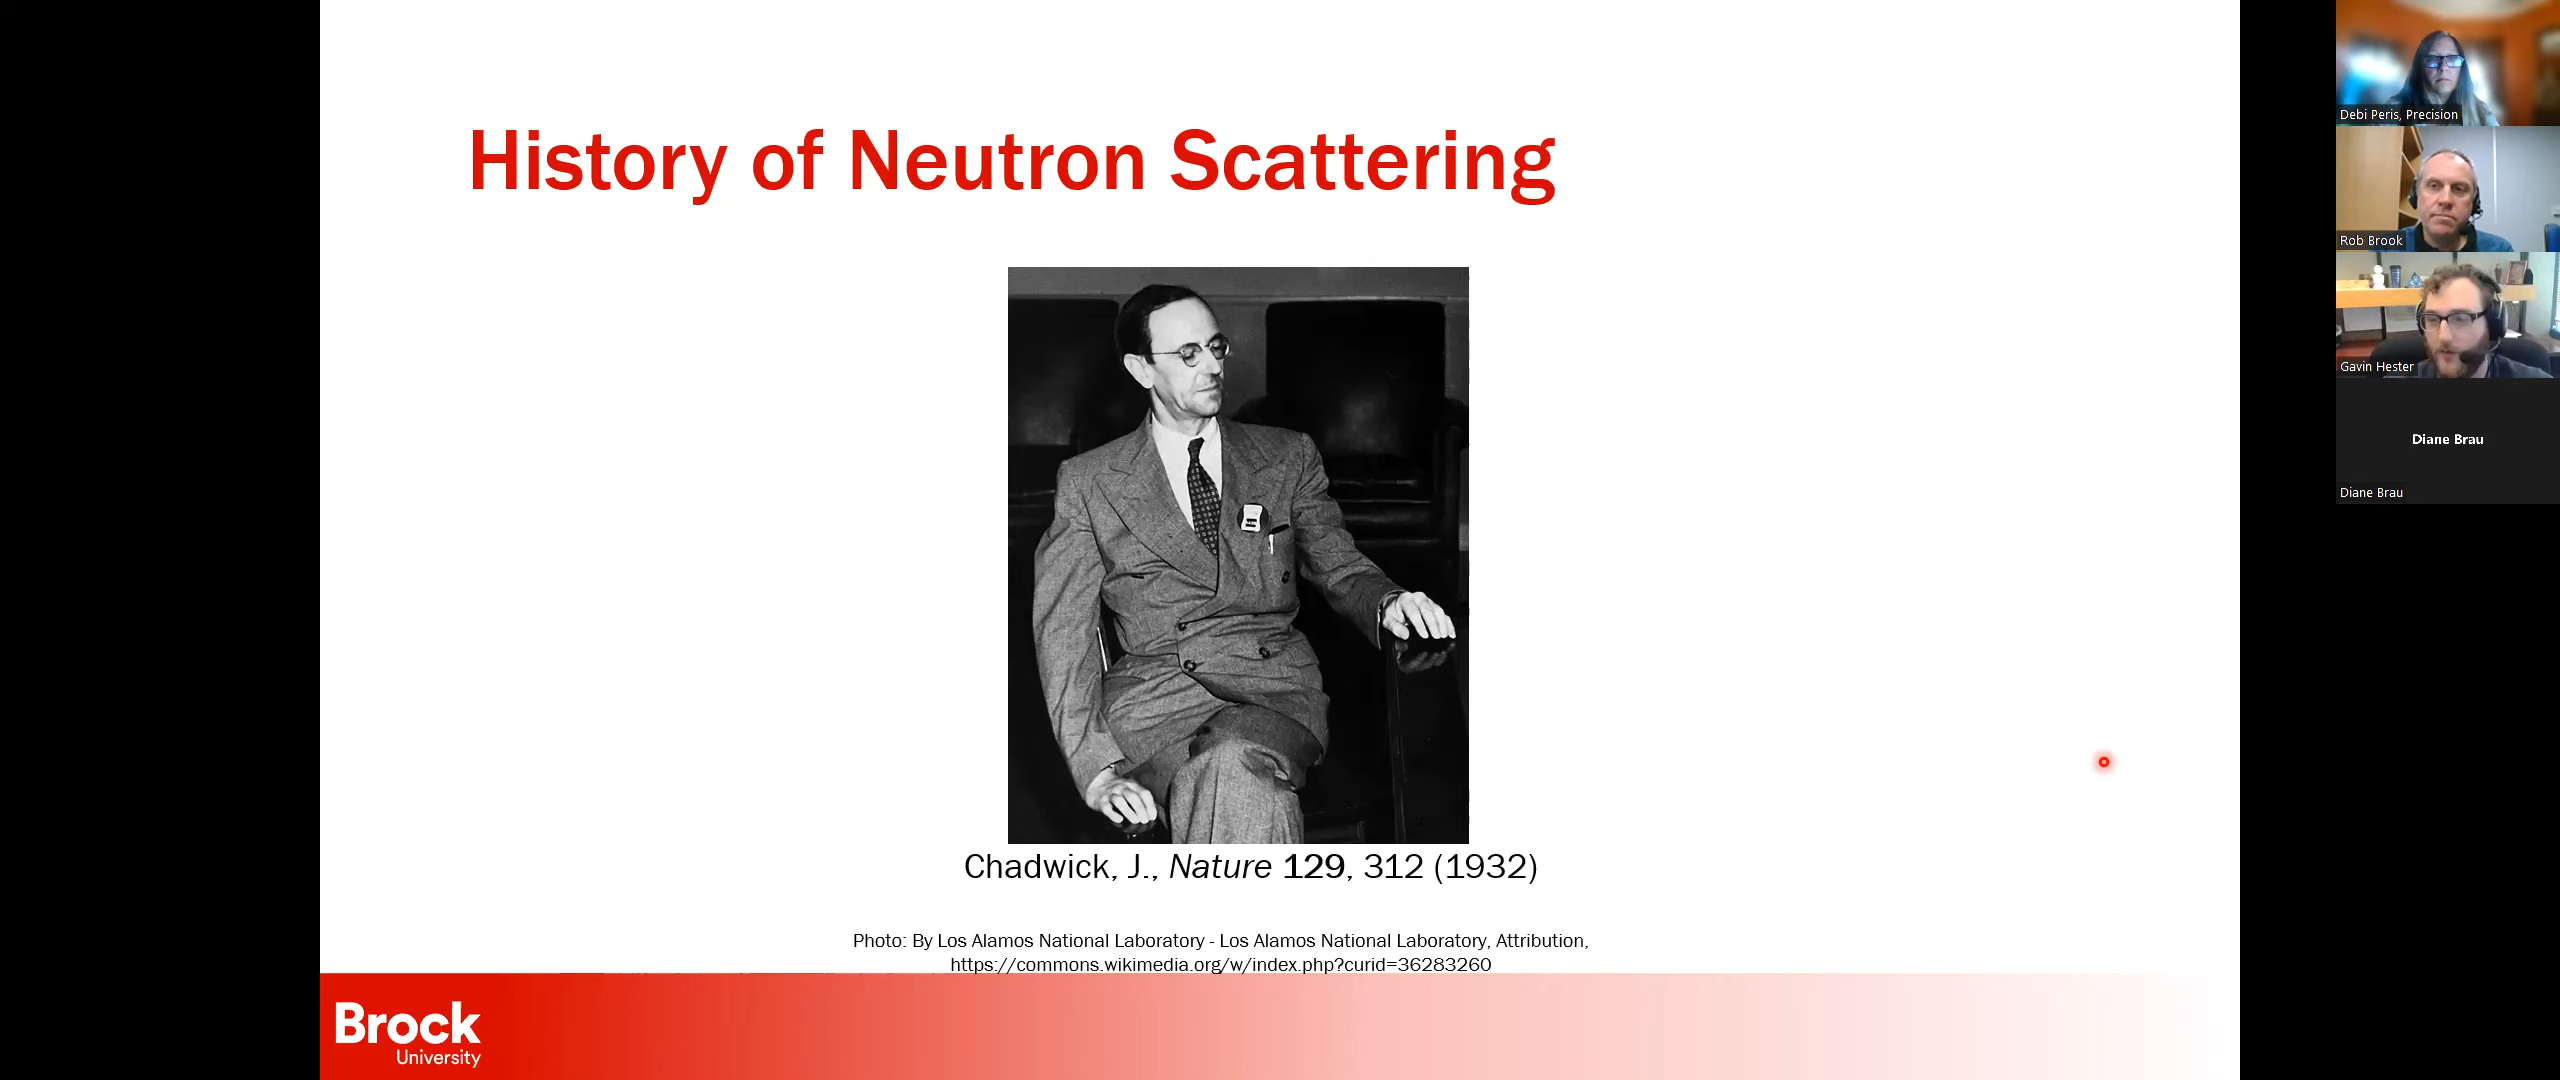 History of Neutron Scattering
Chadwick, J., Nature 129, 312 (1932)
Photo: By Los Alamos National Laboratory - Los Alamos National Laboratory, Attribution,
https://commons.wikimedia.org/w/index.php?curid=36283260
Brock
University
Debi Peris, Precision
Rob Brook
Gavin Hester
Diane Brau
Diane Brau